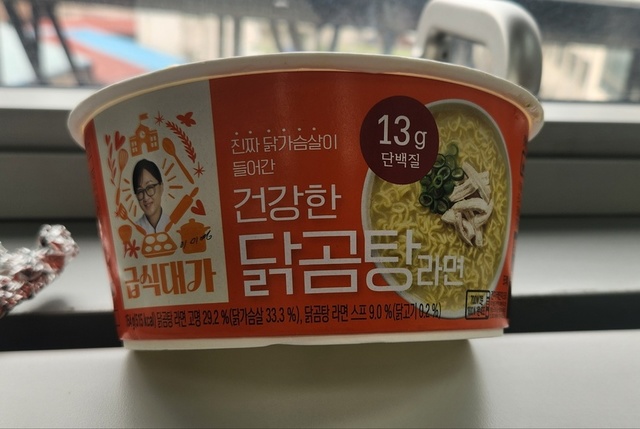 진짜 닭가슴살이
들어간
건강한
닭곰탕라면
13g
단백질
급식대가
닭곰탕 라면 고명 29.2 %(닭가슴살 33.3 %), 닭곰탕 라면 스프 9.0 %(닭고기 0.2 %)